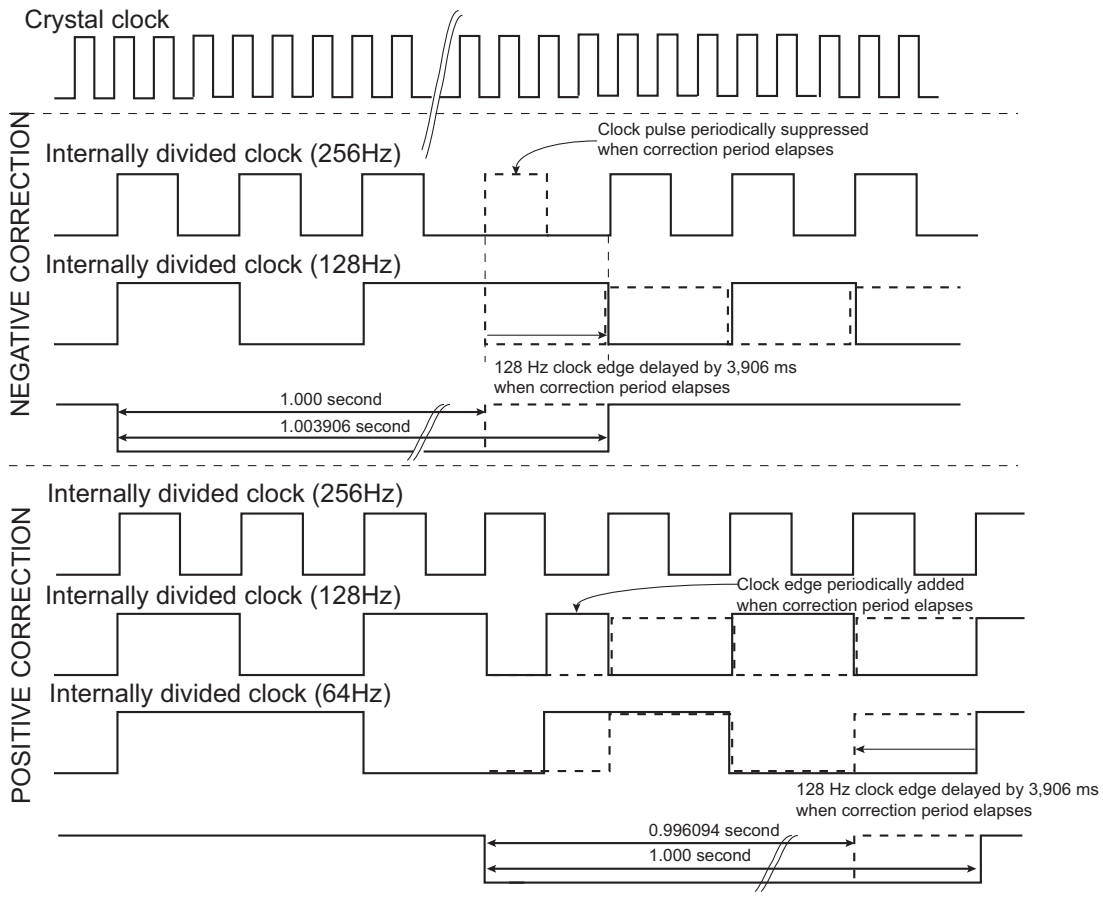 Crystal clock
NEGATIVE CORRECTION
Internally divided clock (256Hz)
Clock pulse periodically suppressed
when correction period elapses
Internally divided clock (128Hz)
128 Hz clock edge delayed by 3,906 ms
when correction period elapses
1.000 second
1.003906 second
POSITIVE CORRECTION
Internally divided clock (256Hz)
Internally divided clock (128Hz)
Clock edge periodically added
when correction period elapses
Internally divided clock (64Hz)
128 Hz clock edge delayed by 3,906 ms
when correction period elapses
0.996094 second
1.000 second